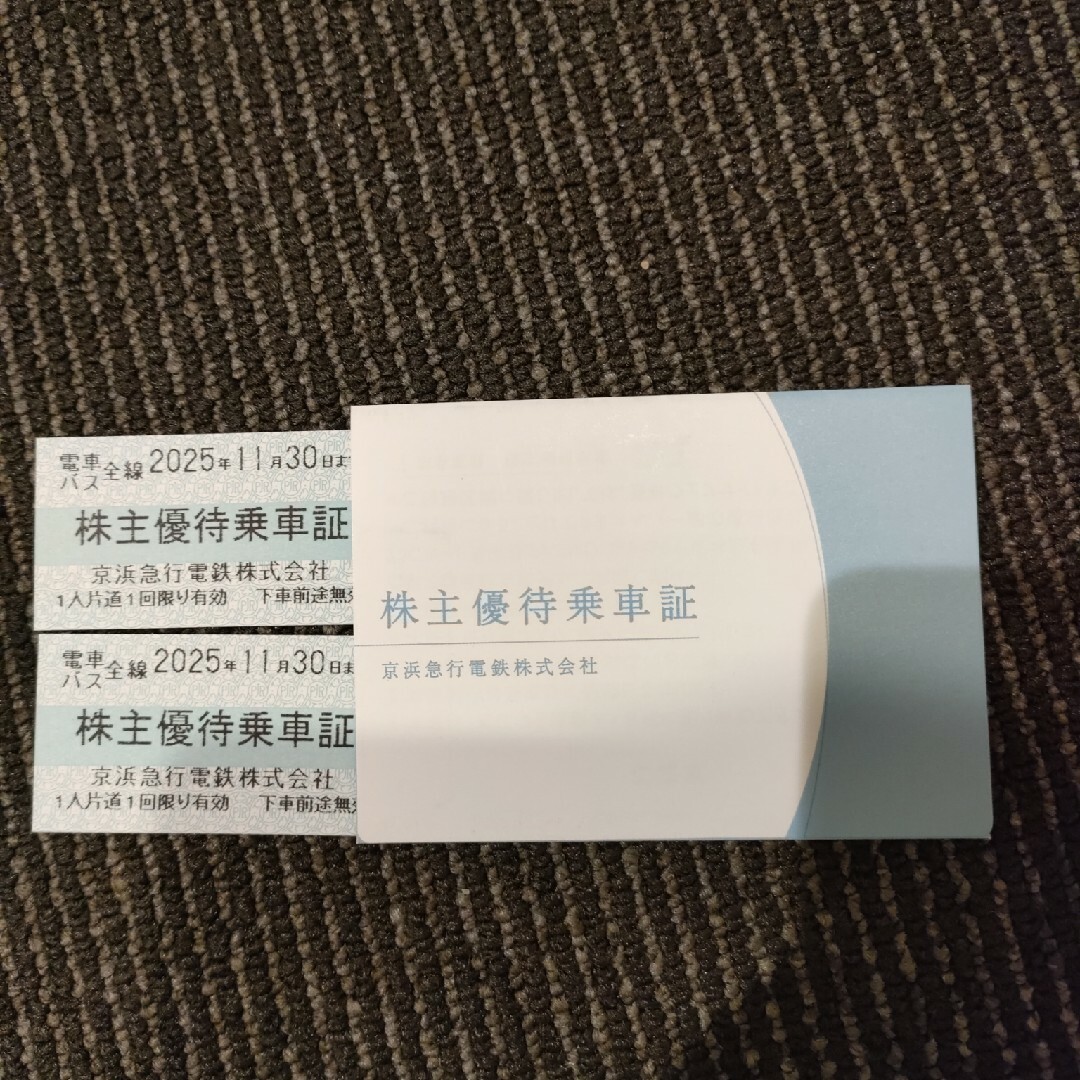 電車
バス全線2025年11月30日ま
株主優待乗車証
京浜急行電鉄株式会社
1人片道1回限り有効 下車前途無
電車
バス全線2025年11月30日ま
株主優待乗車証
京浜急行電鉄株式会社
1人片道1回限り有効 下車前途無
株主優待乗車証
京浜急行電鉄株式会社